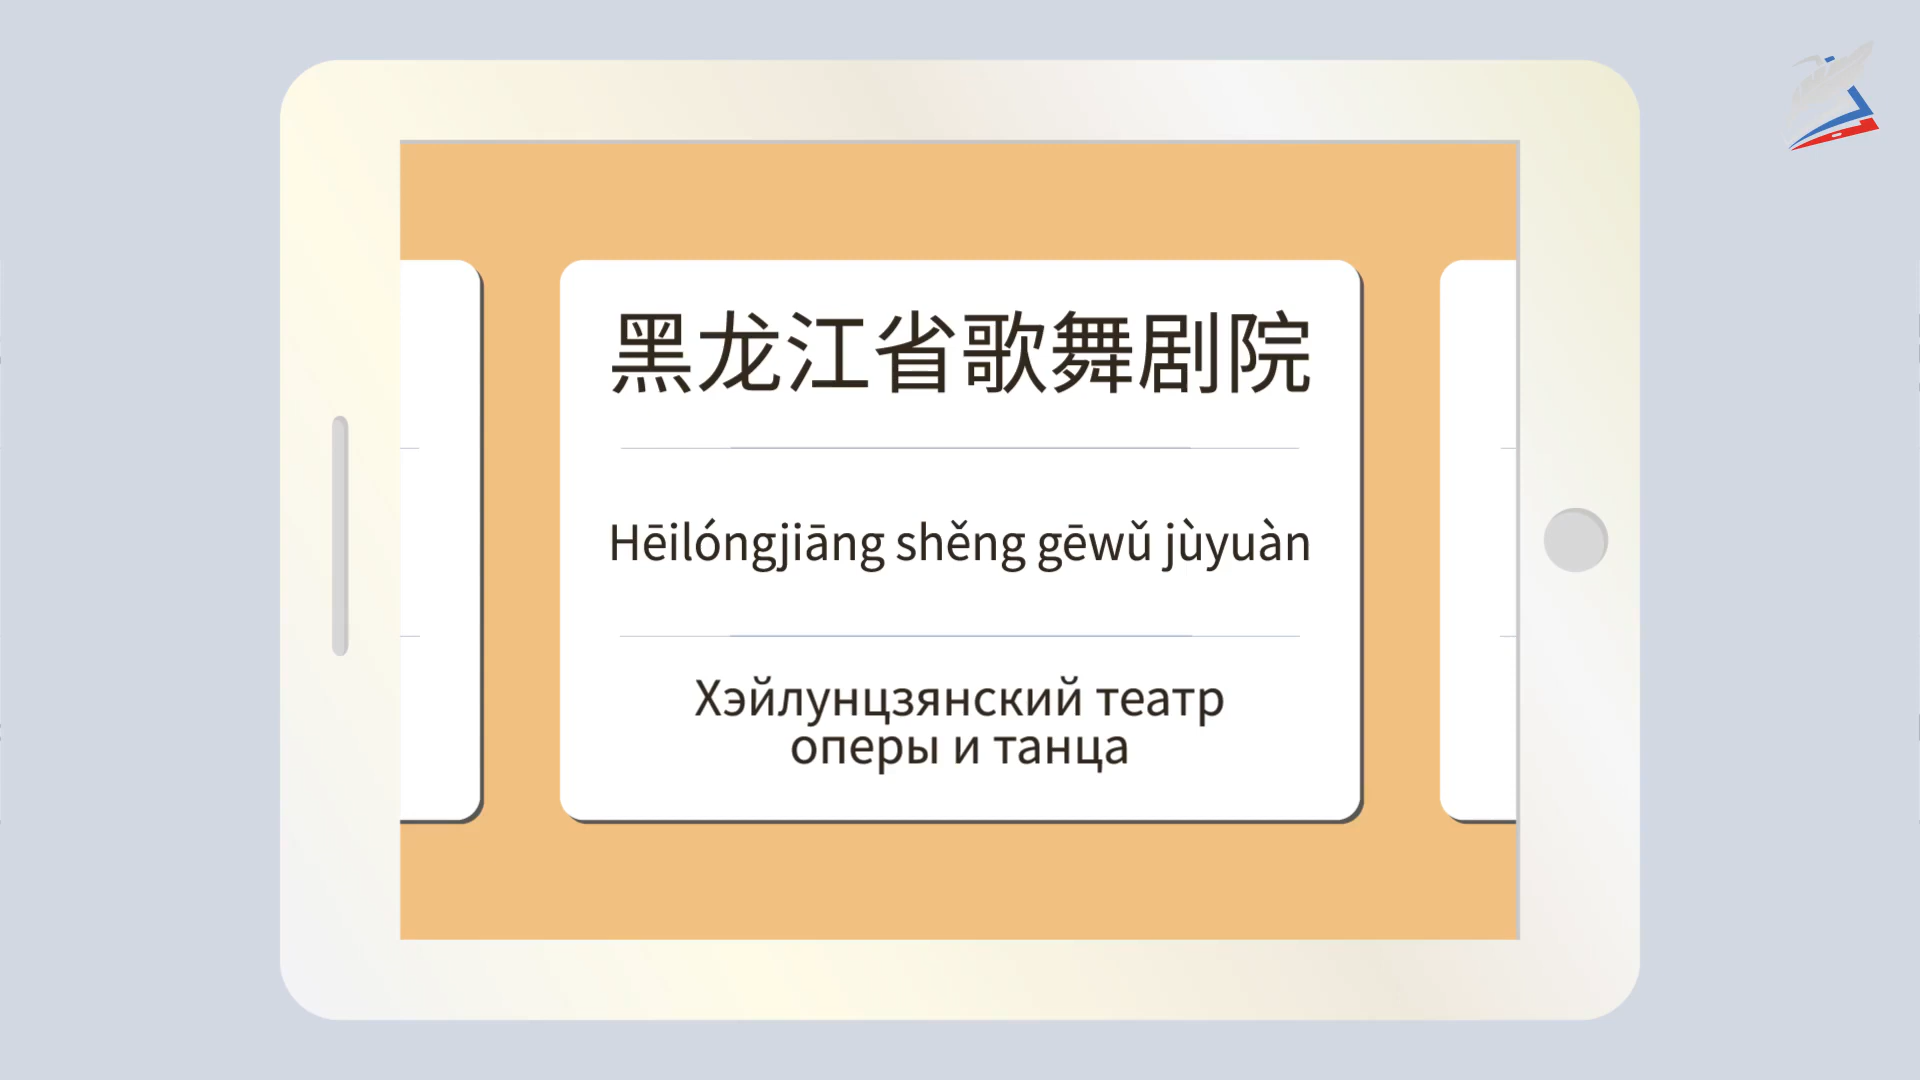 黑龙江省歌舞剧院
Hēilóngjiāng shěng gēwǔ jùyuàn
Хэйлунцзянский театр
оперы и танца